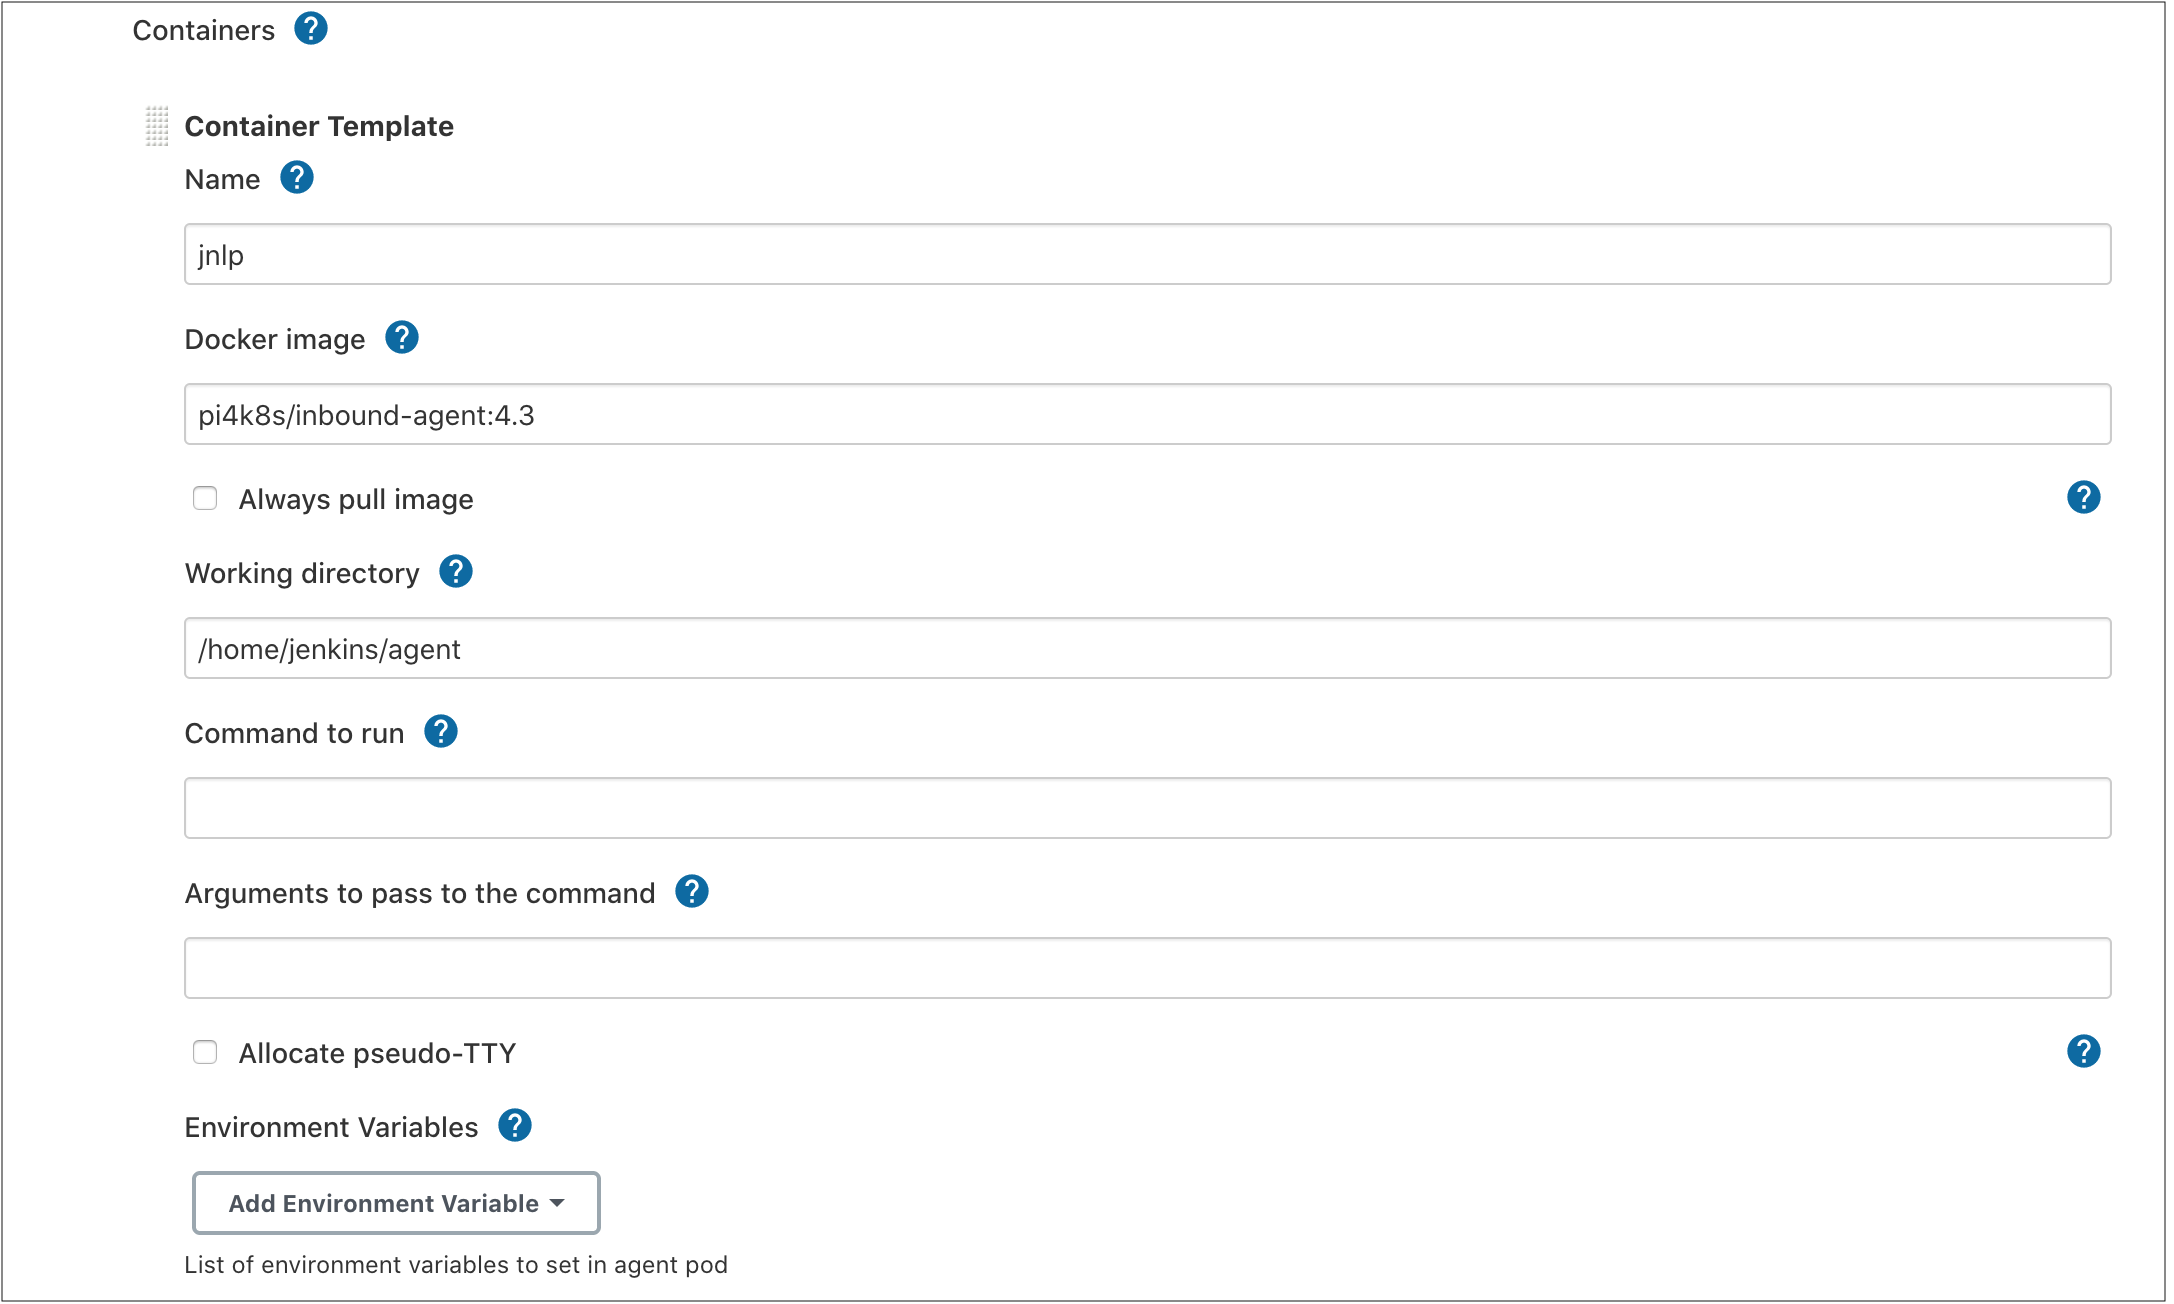 Containers ?
Container Template
Name ?
jnlp
Docker image ?
pi4k8s/inbound-agent:4.3
Always pull image ?
Working directory ?
/home/jenkins/agent
Command to run ?
Arguments to pass to the command ?
Allocate pseudo-TTY ?
Environment Variables ?
Add Environment Variable
List of environment variables to set in agent pod